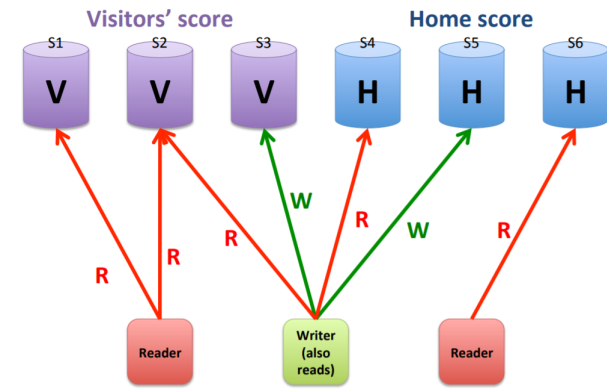 Visitors’ score
Home score
S1
S2
S3
S4
S5
S6
V
V
V
H
H
H
R
R
R
W
R
W
R
Reader
Writer
(also
reads)
Reader